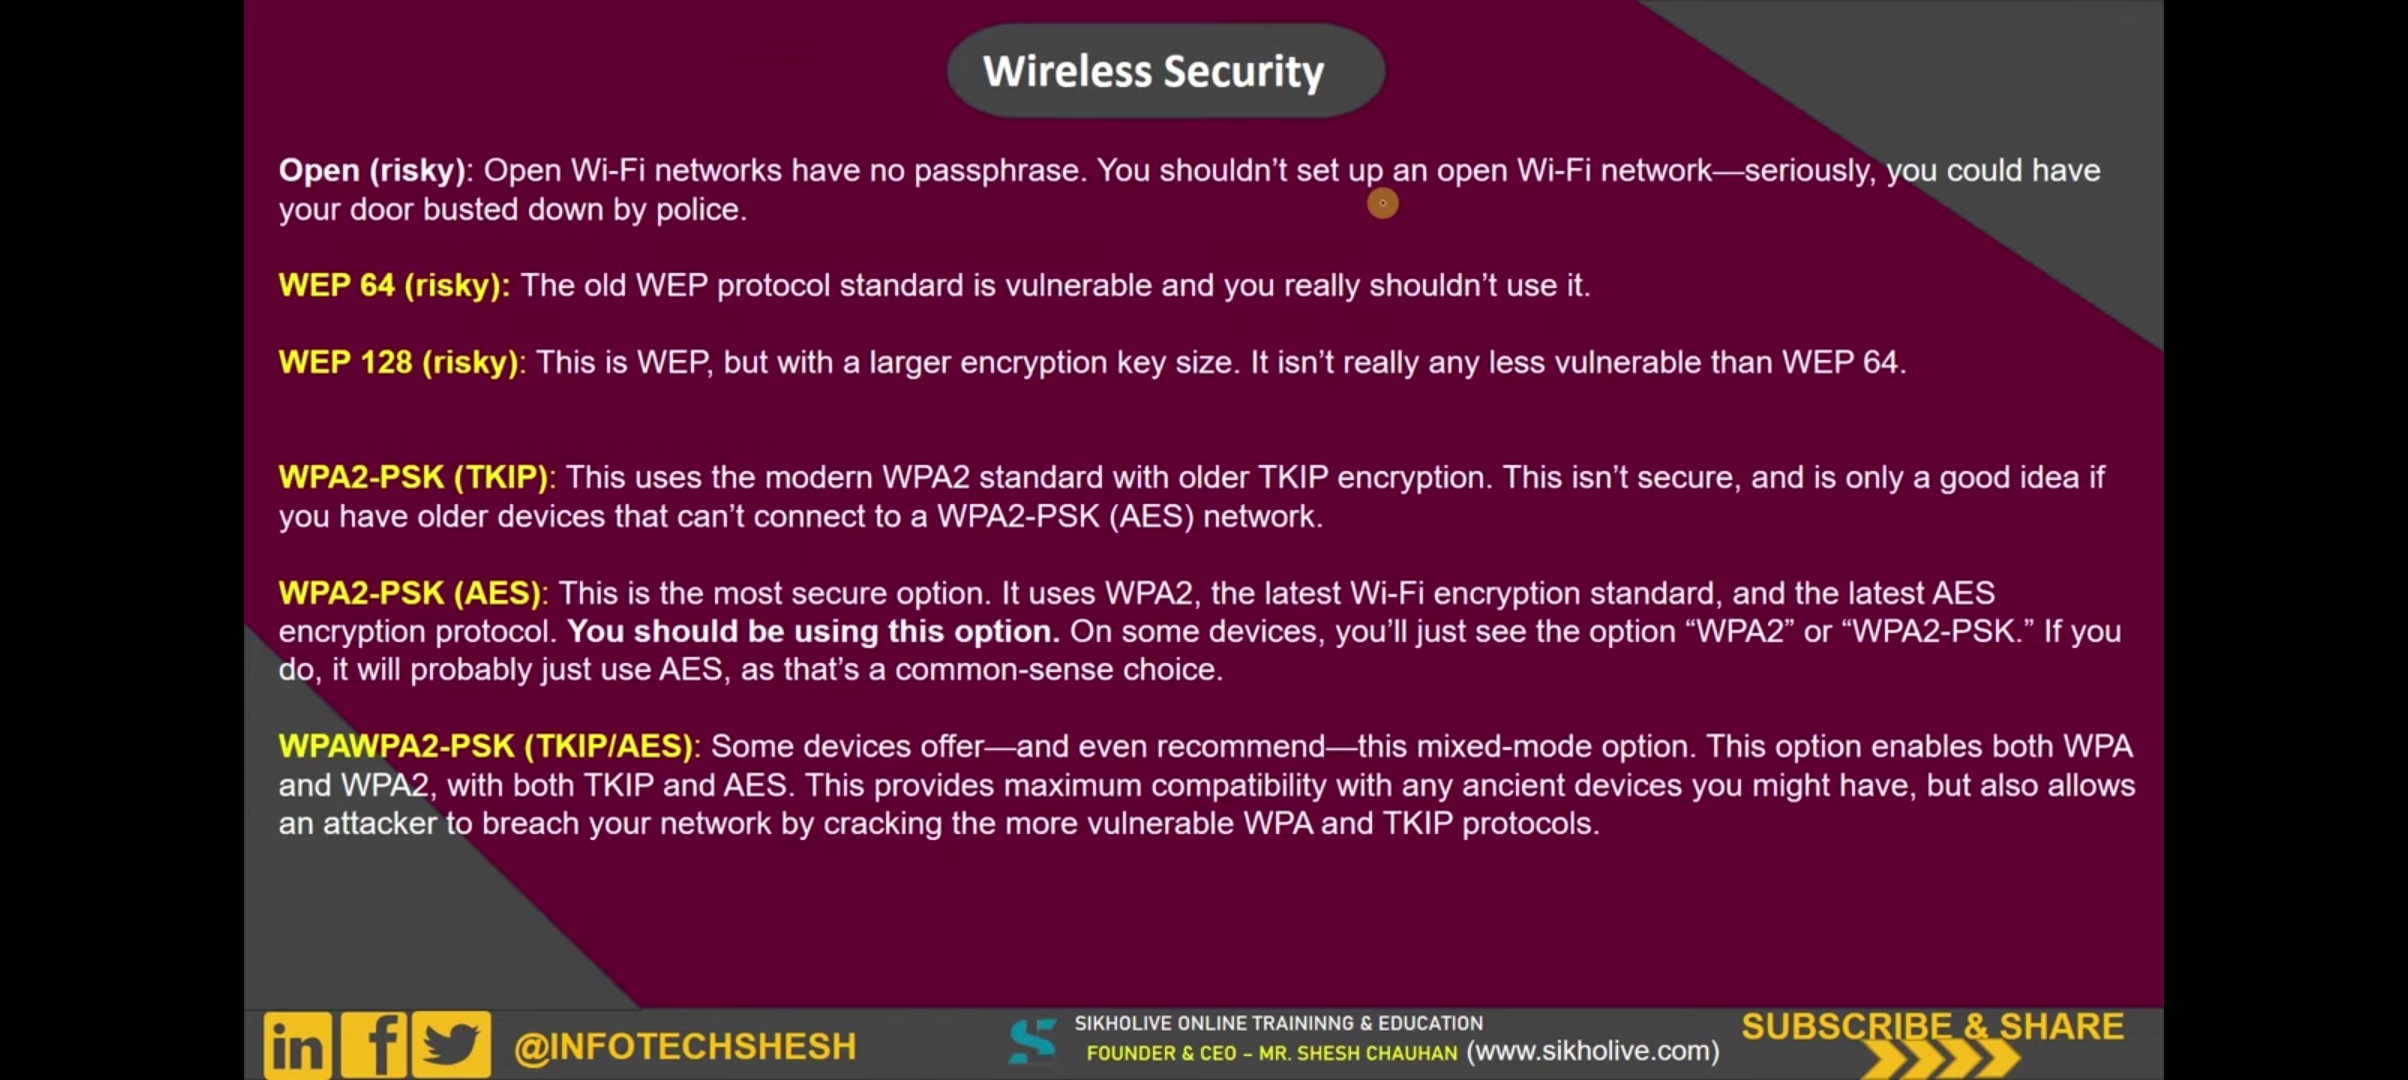 Wireless Security
Open (risky): Open Wi-Fi networks have no passphrase. You shouldn’t set up an open Wi-Fi network—seriously, you could have
your door busted down by police.
WEP 64 (risky): The old WEP protocol standard is vulnerable and you really shouldn’t use it.
WEP 128 (risky): This is WEP, but with a larger encryption key size. It isn’t really any less vulnerable than WEP 64.
WPA2-PSK (TKIP): This uses the modern WPA2 standard with older TKIP encryption. This isn’t secure, and is only a good idea if
you have older devices that can’t connect to a WPA2-PSK (AES) network.
WPA2-PSK (AES): This is the most secure option. It uses WPA2, the latest Wi-Fi encryption standard, and the latest AES
encryption protocol. You should be using this option. On some devices, you’ll just see the option “WPA2” or “WPA2-PSK.” If you
do, it will probably just use AES, as that’s a common-sense choice.
WPAWPA2-PSK (TKIP/AES): Some devices offer—and even recommend—this mixed-mode option. This option enables both WPA
and WPA2, with both TKIP and AES. This provides maximum compatibility with any ancient devices you might have, but also allows
an attacker to breach your network by cracking the more vulnerable WPA and TKIP protocols.
in f @INFOTECHSHESH
SIKHOLIVE ONLINE TRAININNG & EDUCATION
FOUNDER & CEO – MR. SHESH CHAUHAN (www.sikholive.com)
SUBSCRIBE & SHARE